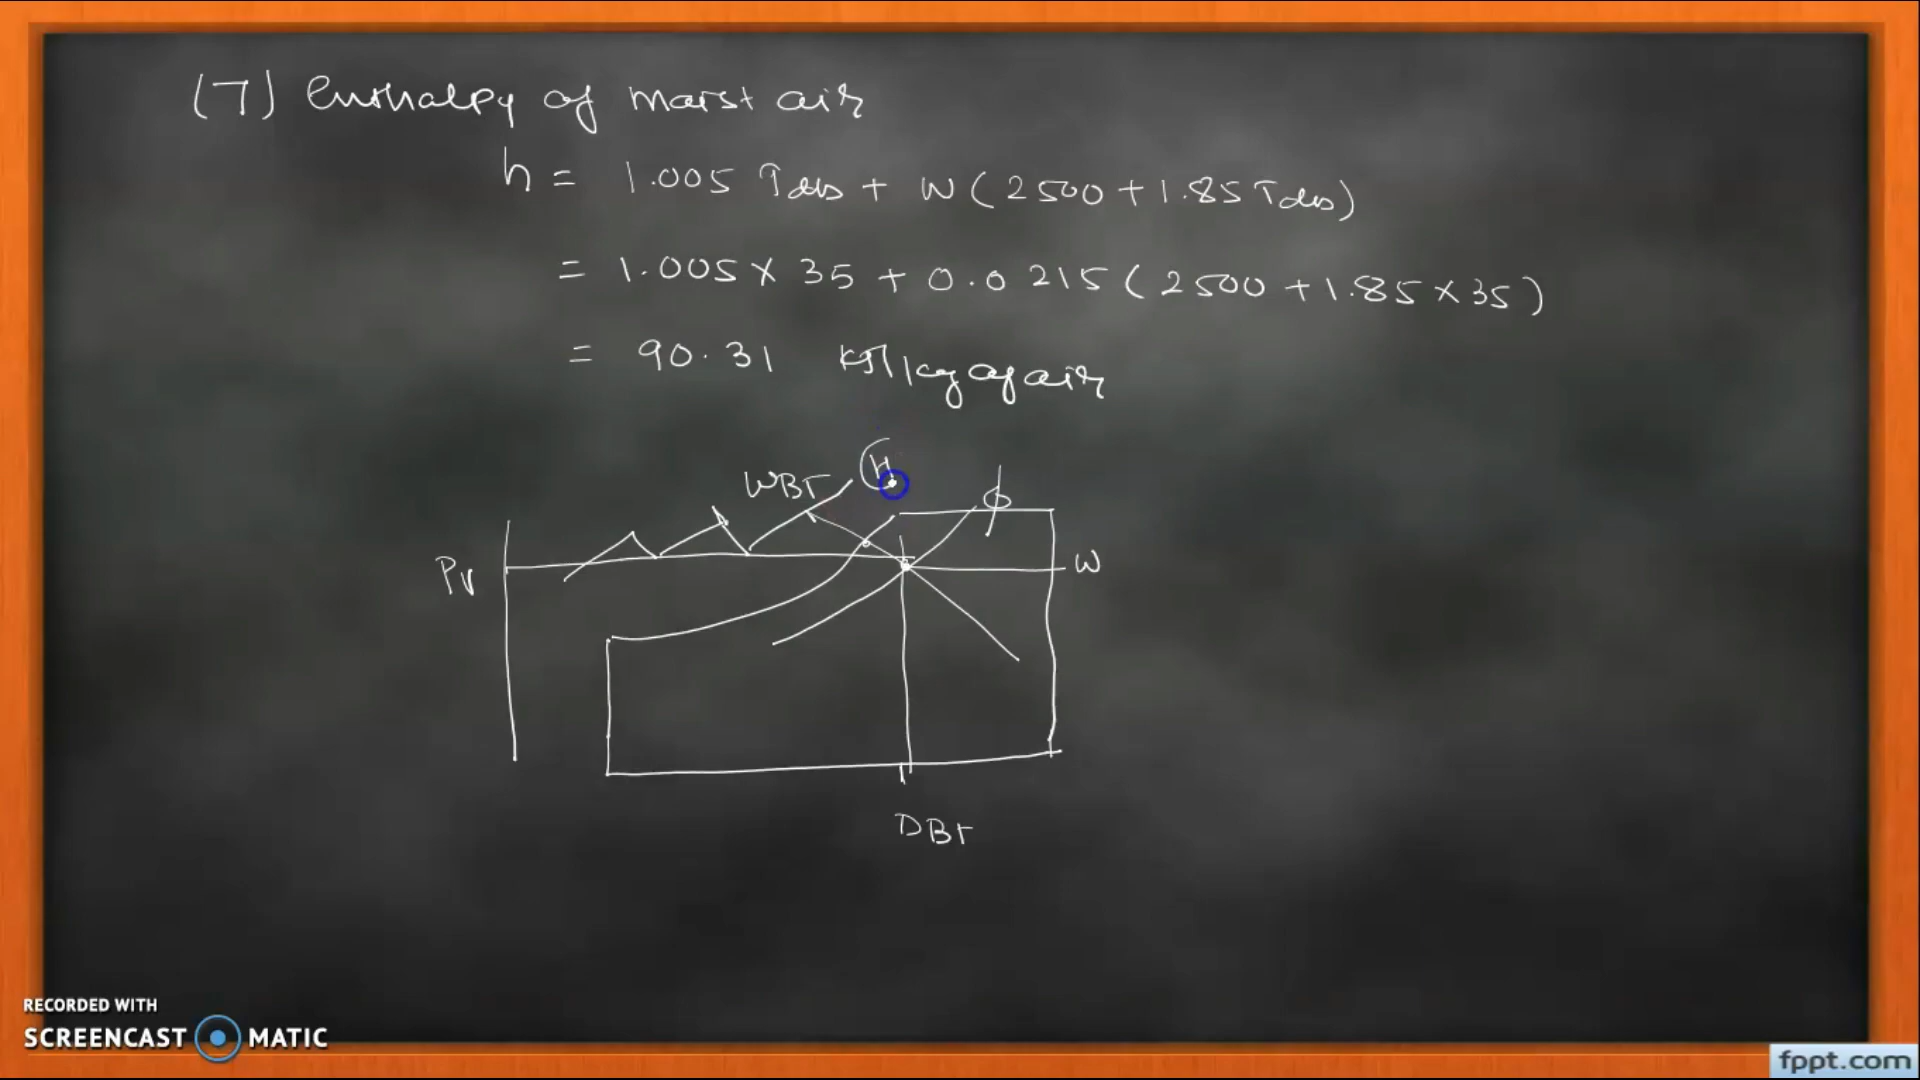 (7) Enthalpy of moist air
h = 1.005 Tdb + W (2500 + 1.85 Tdb)
= 1.005 × 35 + 0.0215 (2500 + 1.85 × 35)
= 90.31 kJ/kg of air
WBT H ϕ
Pv W
DBT
RECORDED WITH
SCREENCAST MATIC
fppt.com